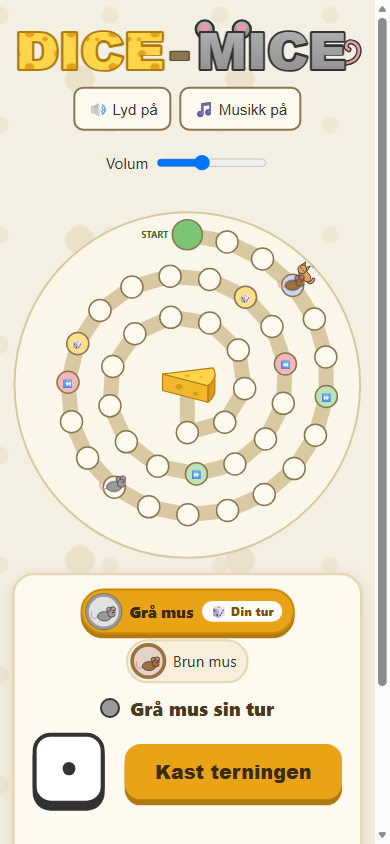 DICE-MICE
Lyd på
Musikk på
Volum
START
Grå mus
Din tur
Brun mus
Grå mus sin tur
Kast terningen